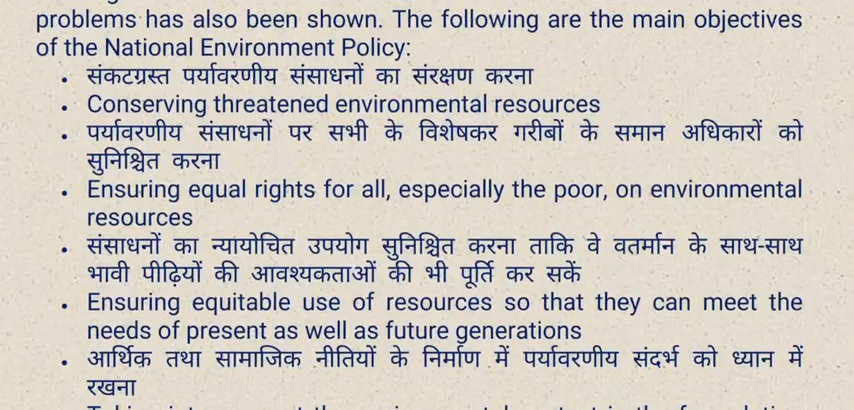 problems has also been shown. The following are the main objectives
of the National Environment Policy:
• संकटग्रस्त पर्यावरणीय संसाधनों का संरक्षण करना
• Conserving threatened environmental resources
• पर्यावरणीय संसाधनों पर सभी के विशेषकर गरीबों के समान अधिकारों को
सुनिश्चित करना
• Ensuring equal rights for all, especially the poor, on environmental
resources
• संसाधनों का न्यायोचित उपयोग सुनिश्चित करना ताकि वे वतर्मान के साथ-साथ
भावी पीढ़ियों की आवश्यकताओं की भी पूर्ति कर सकें
• Ensuring equitable use of resources so that they can meet the
needs of present as well as future generations
• आर्थिक तथा सामाजिक नीतियों के निर्माण में पर्यावरणीय संदर्भ को ध्यान में
रखना